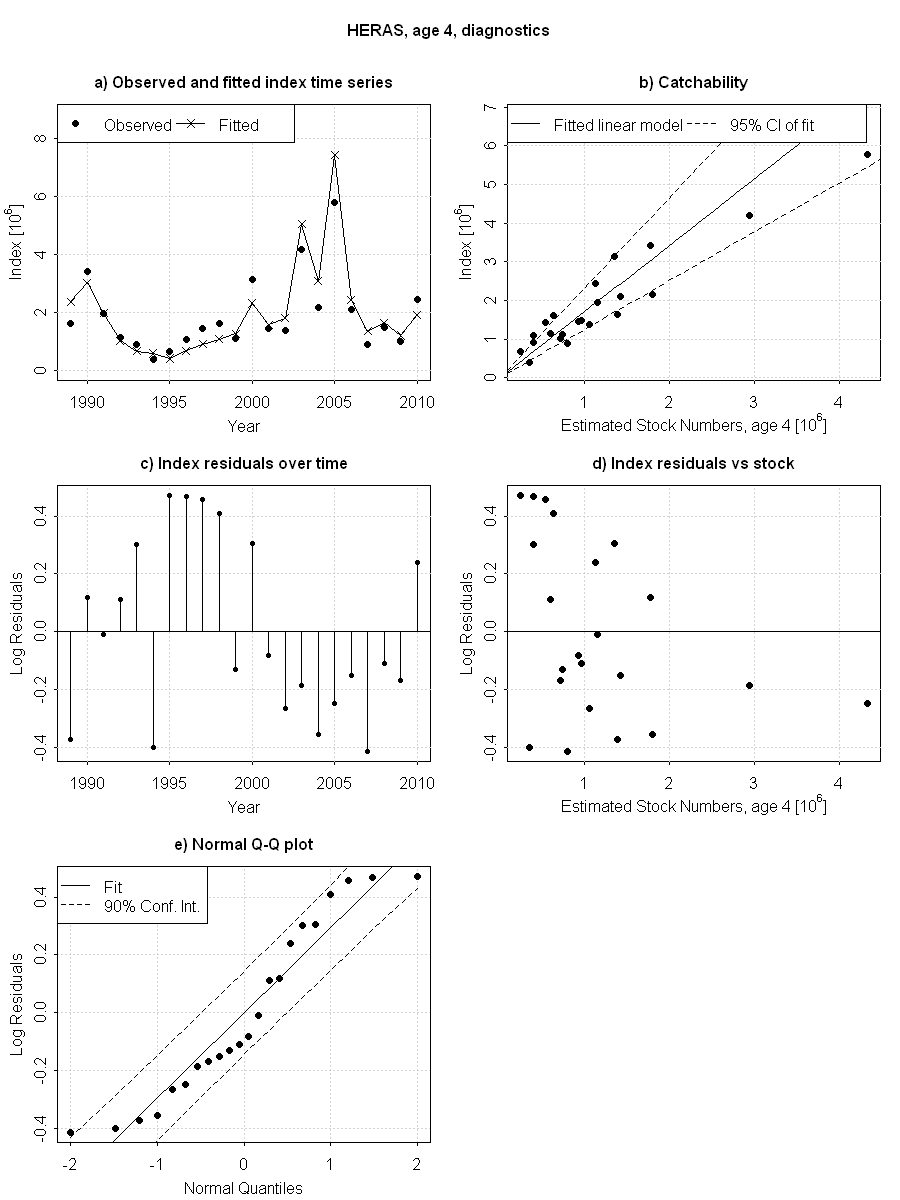 HERAS, age 4, diagnostics
a) Observed and fitted index time series
Observed Fitted
8
6
4
2
0
Index [10^6]
1990 1995 2000 2005 2010
Year
b) Catchability
Fitted linear model 95% CI of fit
7
6
5
4
3
2
1
0
Index [10^6]
1 2 3 4
Estimated Stock Numbers, age 4 [10^6]
c) Index residuals over time
0.4
0.2
0.0
-0.2
-0.4
Log Residuals
1990 1995 2000 2005 2010
Year
d) Index residuals vs stock
0.4
0.2
0.0
-0.2
-0.4
Log Residuals
1 2 3 4
Estimated Stock Numbers, age 4 [10^6]
e) Normal Q-Q plot
Fit
90% Conf. Int.
0.4
0.2
0.0
-0.2
-0.4
Log Residuals
-2 -1 0 1 2
Normal Quantiles